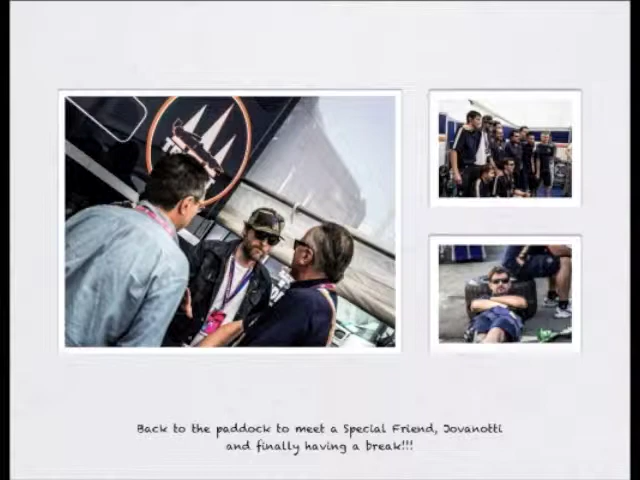 Back to the paddock to meet a Special Friend, Jovanotti
and finally having a break!!!